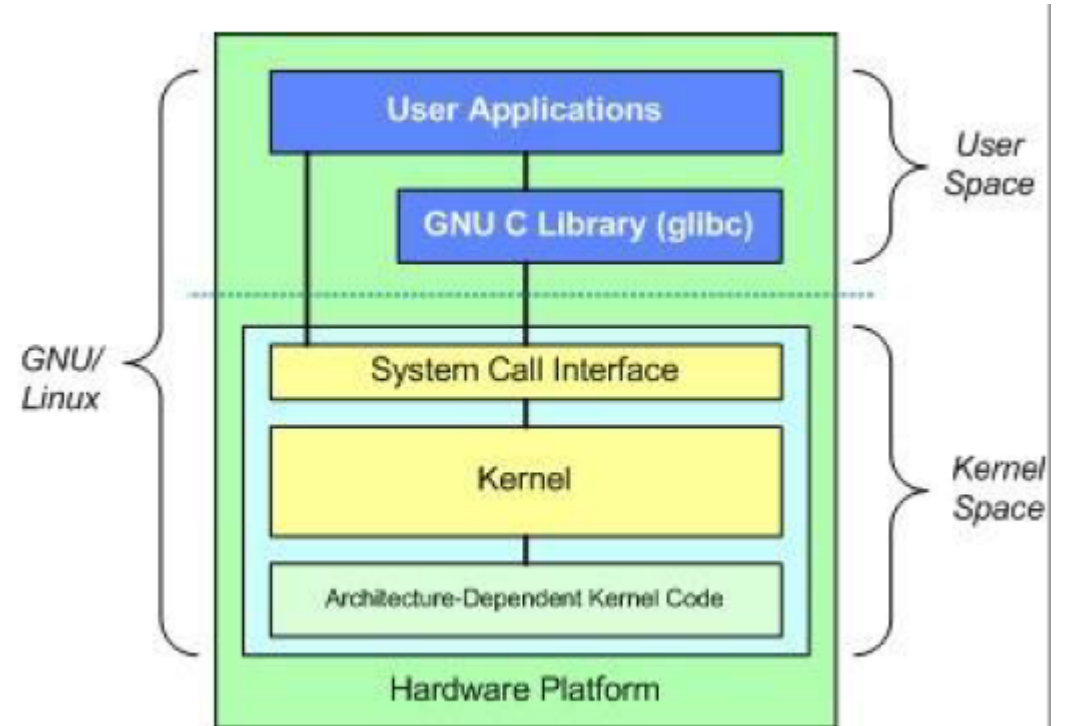 User Applications
User
Space
GNU C Library (glibc)
GNU/
Linux
System Call Interface
Kernel
Kernel
Space
Architecture-Dependent Kernel Code
Hardware Platform